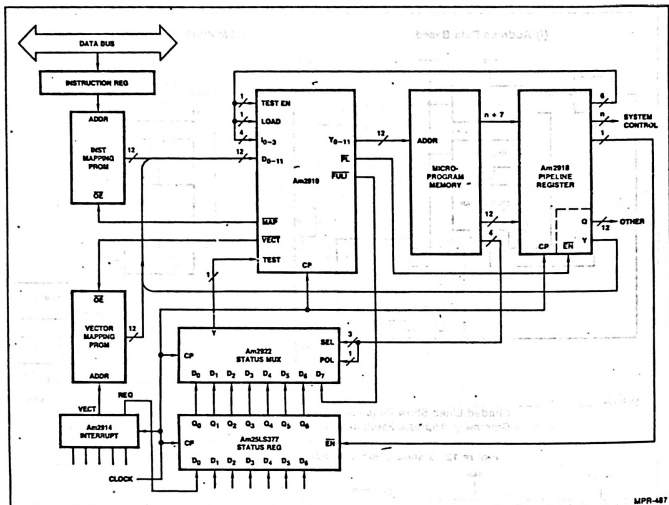 DATA BUS
INSTRUCTION REG
ADDR
INST
MAPPING
PROM
OE
12
1
1
4
12
TEST EN
LOAD
I0–3
D0–11
Am2910
Y0–11
PL
FULL
MAP
VECT
TEST
CP
12
ADDR
MICRO-
PROGRAM
MEMORY
n + 7
12
4
Am2918
PIPELINE
REGISTER
CP
EN
Q
Y
6
n
SYSTEM
CONTROL
1
OTHER
12
OE
VECTOR
MAPPING
PROM
ADDR
12
1
Y
Am2922
STATUS MUX
CP
SEL
POL
3
1
D0 D1 D2 D3 D4 D5 D6 D7
VECT
REQ
Am2914
INTERRUPT
Q0 Q1 Q2 Q3 Q4 Q5 Q6
CP
Am25LS377
STATUS REG
EN
D0 D1 D2 D3 D4 D5 D6
CLOCK
MPR-487